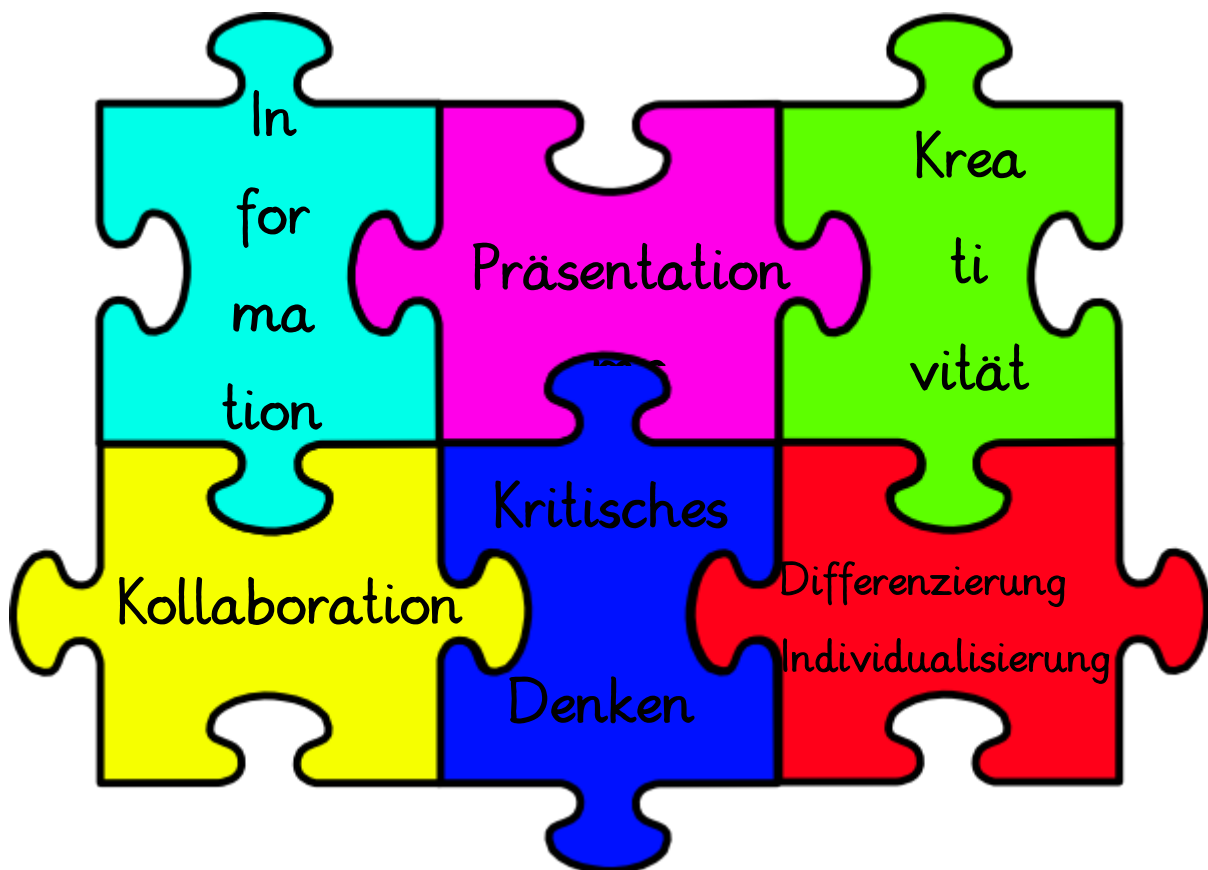 In
for
ma
tion
Präsentation
Krea
ti
vität
Kollaboration
Kritisches
Denken
Differenzierung
Individualisierung